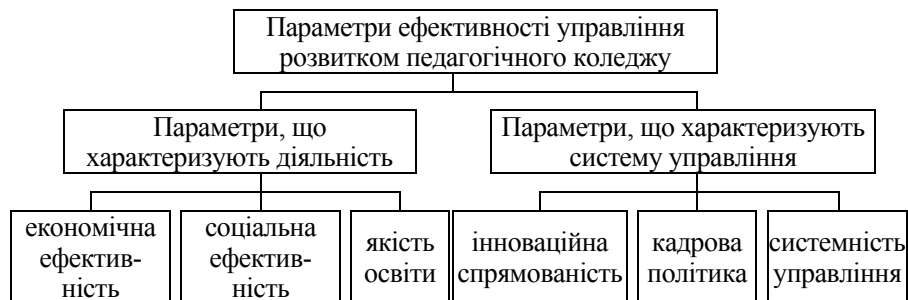 Параметри ефективності управління
розвитком педагогічного коледжу
Параметри, що
характеризують діяльність
Параметри, що характеризують
систему управління
економічна
ефектив-
ність
соціальна
ефектив-
ність
якість
освіти
інноваційна
спрямованість
кадрова
політика
системність
управління